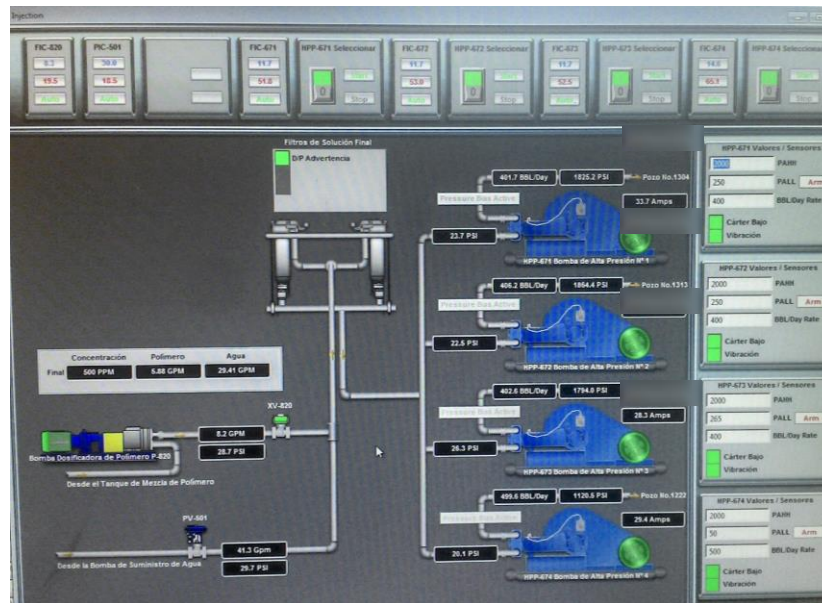 Injection
FIC-820
8.3
19.5
Auto
PIC-501
30.0
18.5
Auto
FIC-671
11.7
51.8
Auto
HPP-671 Seleccionar
0
Start
Stop
FIC-672
11.7
53.0
Auto
HPP-672 Seleccionar
0
Start
Stop
FIC-673
11.7
52.5
Auto
HPP-673 Seleccionar
0
Start
Stop
FIC-674
14.6
65.1
Auto
HPP-674 Seleccionar
0
Start
Stop
Filtros de Solución Final
D/P Advertencia
401.7 BBL/Day 1825.2 PSI Pozo No.1304
Pressure Bias Active
33.7 Amps
23.7 PSI
HPP-671 Bomba de Alta Presión Nº 1
406.2 BBL/Day 1864.4 PSI Pozo No.1313
Pressure Bias Active
22.5 PSI
HPP-672 Bomba de Alta Presión Nº 2
402.6 BBL/Day 1794.8 PSI
Pressure Bias Active
28.3 Amps
26.3 PSI
HPP-673 Bomba de Alta Presión Nº 3
499.6 BBL/Day 1120.5 PSI Pozo No.1222
Pressure Bias Active
29.4 Amps
20.1 PSI
HPP-674 Bomba de Alta Presión Nº 4
Concentración Polímero Agua
Final 500 PPM 5.88 GPM 29.41 GPM
XV-820
8.2 GPM
28.7 PSI
Bomba Dosificadora de Polímero P-820
Desde el Tanque de Mezcla de Polímero
PV-501
41.3 Gpm
29.7 PSI
Desde la Bomba de Suministro de Agua
HPP-671 Valores / Sensores
2000 PAHH
250 PALL Arm
400 BBL/Day Rate
Cárter Bajo
Vibración
HPP-672 Valores / Sensores
2000 PAHH
250 PALL Arm
400 BBL/Day Rate
Cárter Bajo
Vibración
HPP-673 Valores / Sensores
2000 PAHH
265 PALL Arm
400 BBL/Day Rate
Cárter Bajo
Vibración
HPP-674 Valores / Sensores
2000 PAHH
50 PALL Arm
500 BBL/Day Rate
Cárter Bajo
Vibración